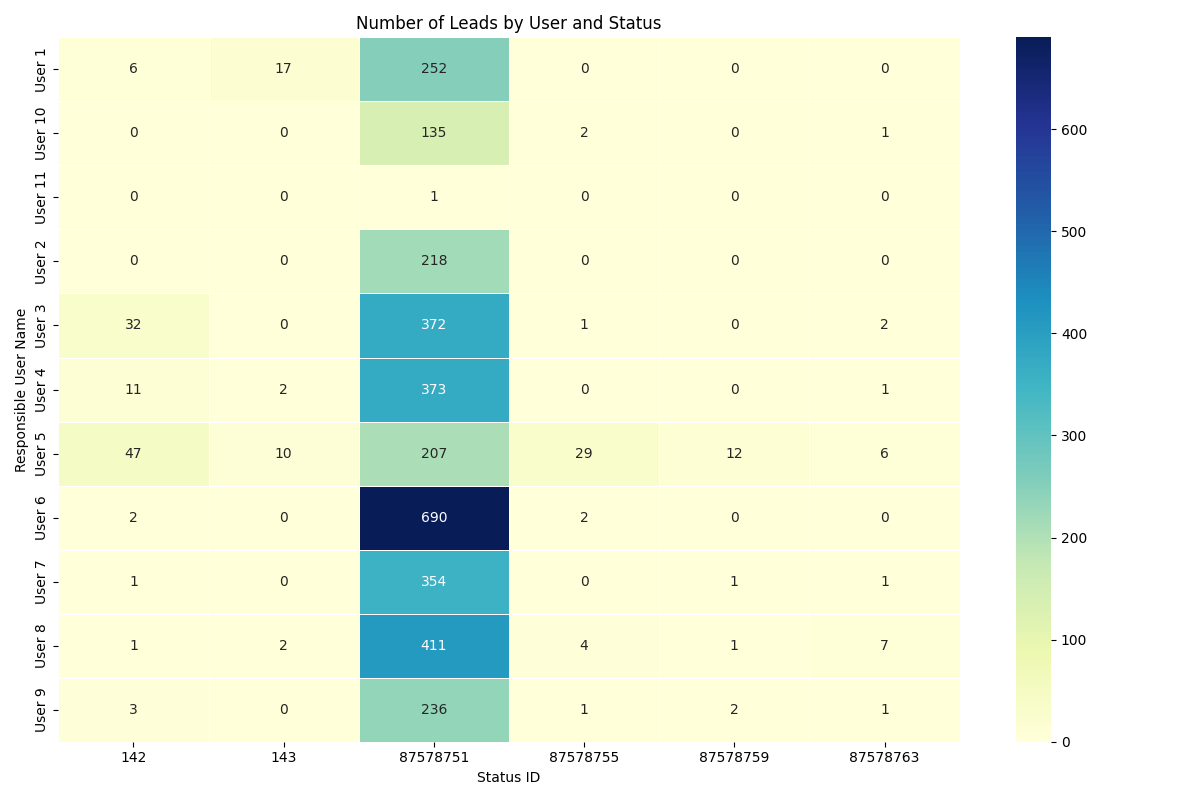 Number of Leads by User and Status
Responsible User Name
User 1 6 17 252 0 0 0
User 10 0 0 135 2 0 1
User 11 0 0 1 0 0 0
User 2 0 0 218 0 0 0
User 3 32 0 372 1 0 2
User 4 11 2 373 0 0 1
User 5 47 10 207 29 12 6
User 6 2 0 690 2 0 0
User 7 1 0 354 0 1 1
User 8 1 2 411 4 1 7
User 9 3 0 236 1 2 1
142 143 87578751 87578755 87578759 87578763
Status ID
600
500
400
300
200
100
0